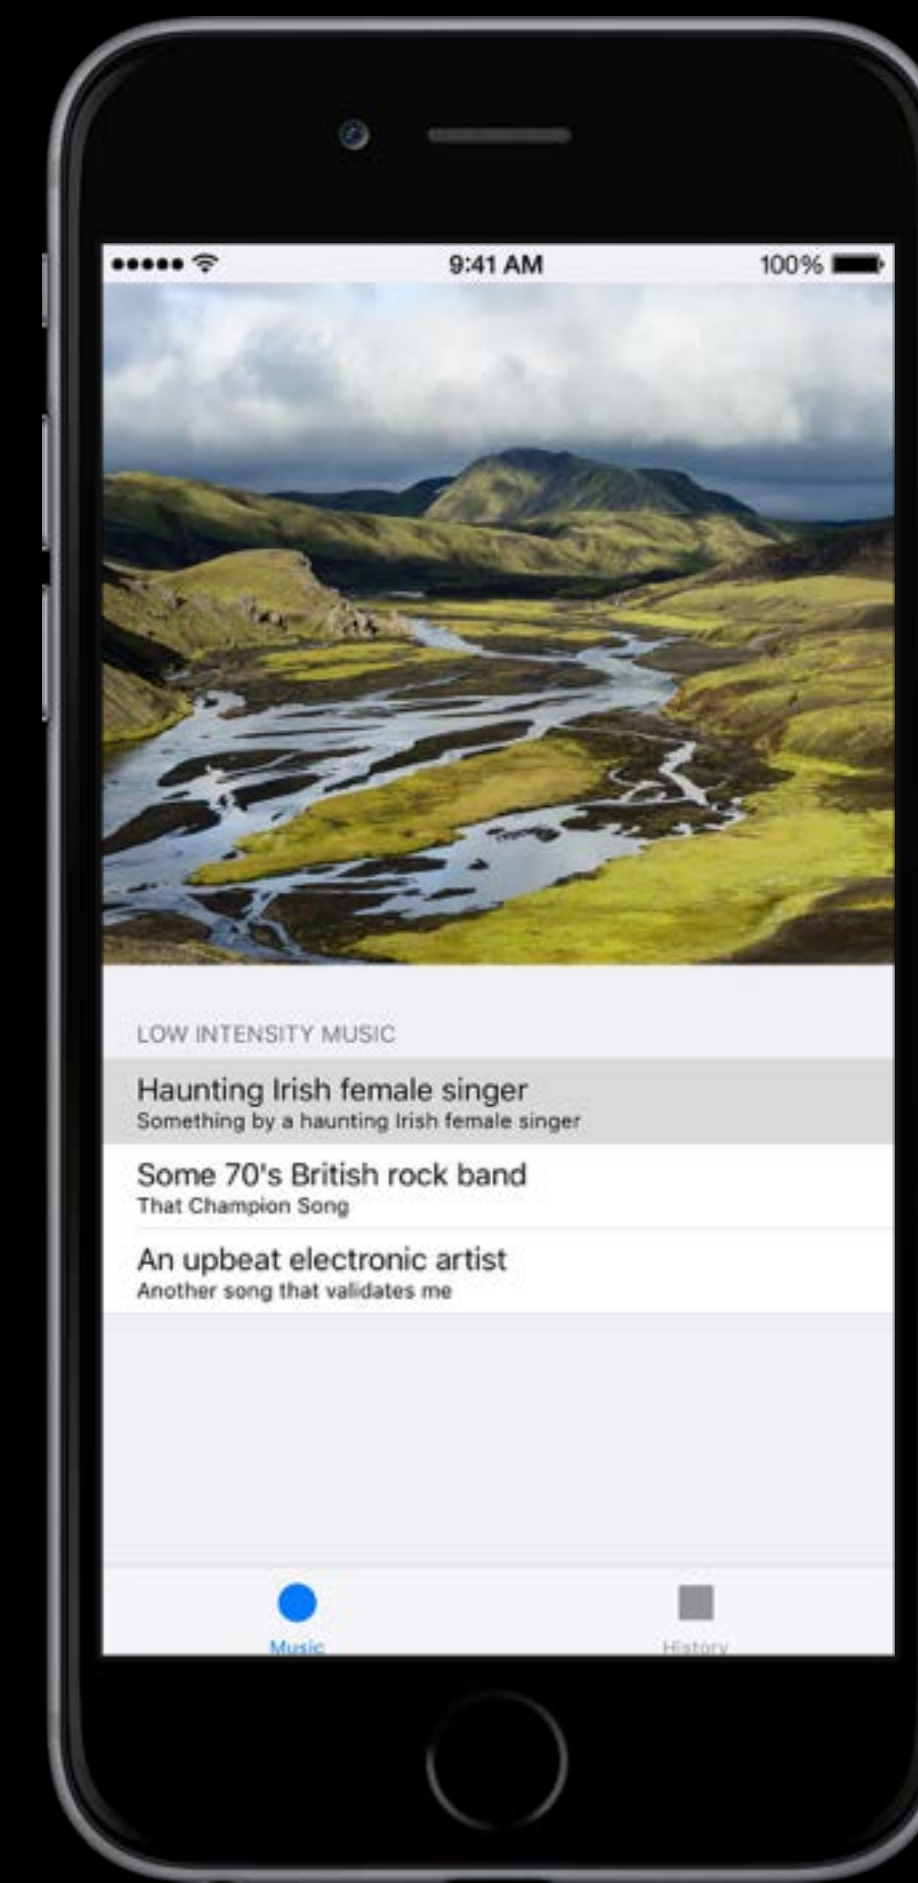 9:41 AM 100%
LOW INTENSITY MUSIC
Haunting Irish female singer
Something by a haunting Irish female singer
Some 70's British rock band
That Champion Song
An upbeat electronic artist
Another song that validates me
Music History